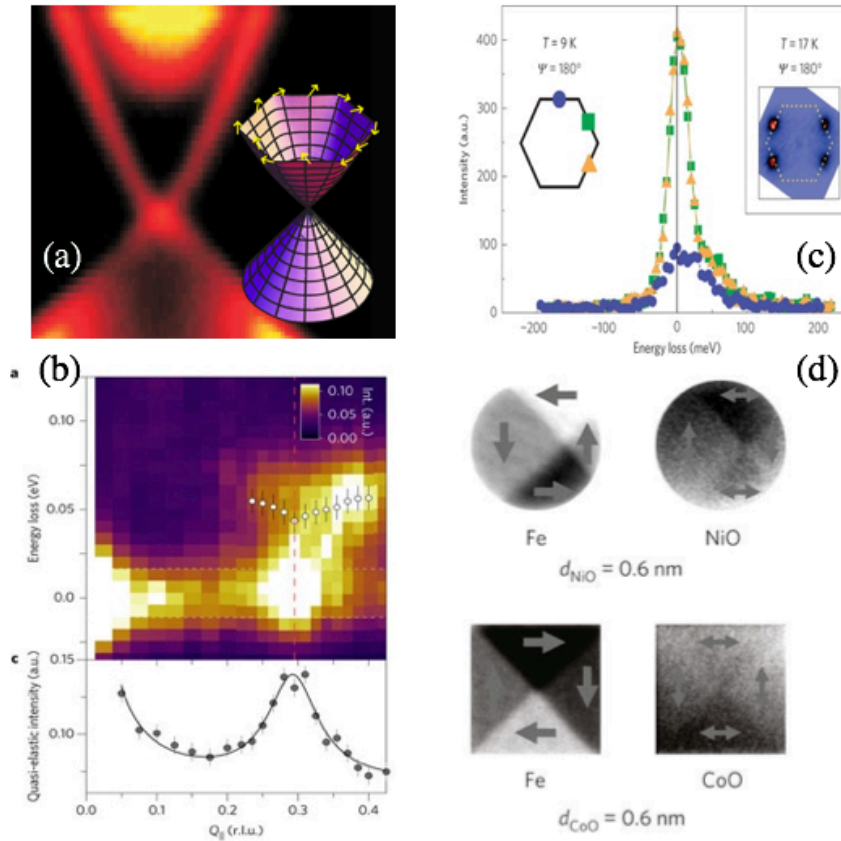 (a)
400
300
200
100
0
Intensity (a.u.)
T = 9 K
Ψ = 180°
T = 17 K
Ψ = 180°
(c)
−200
−100
0
100
200
Energy loss (meV)
a
(b)
0.10
0.05
0.0
Energy loss (eV)
0.10
0.05
0.00
Int. (a.u.)
c
0.15
0.10
Quasi-elastic intensity (a.u.)
0.0
0.1
0.2
0.3
0.4
Q|| (r.l.u.)
(d)
Fe
NiO
dNiO = 0.6 nm
Fe
CoO
dCoO = 0.6 nm